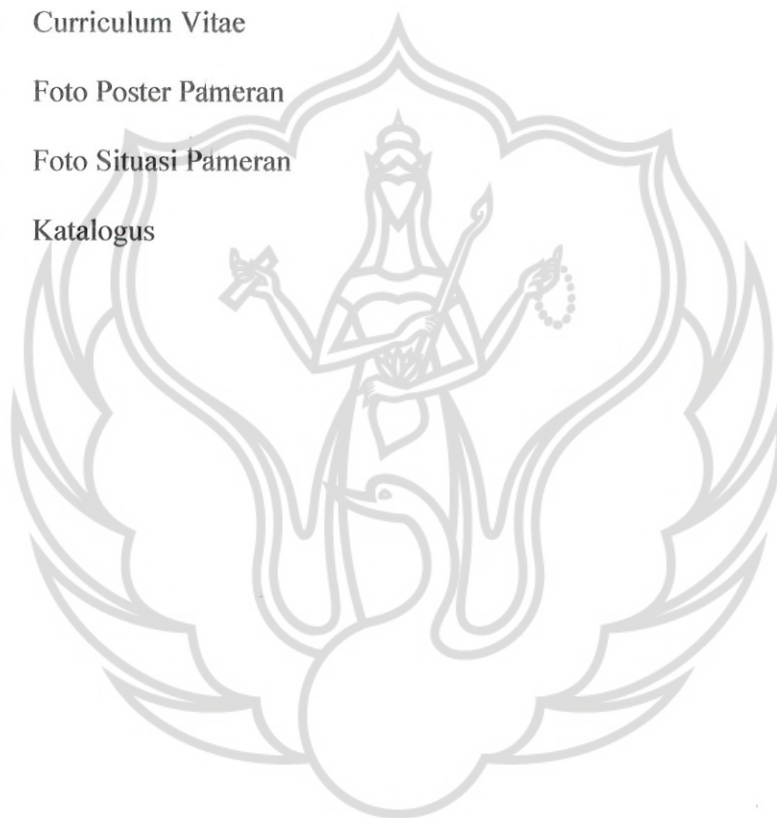 Curriculum Vitae
Foto Poster Pameran
Foto Situasi Pameran
Katalogus